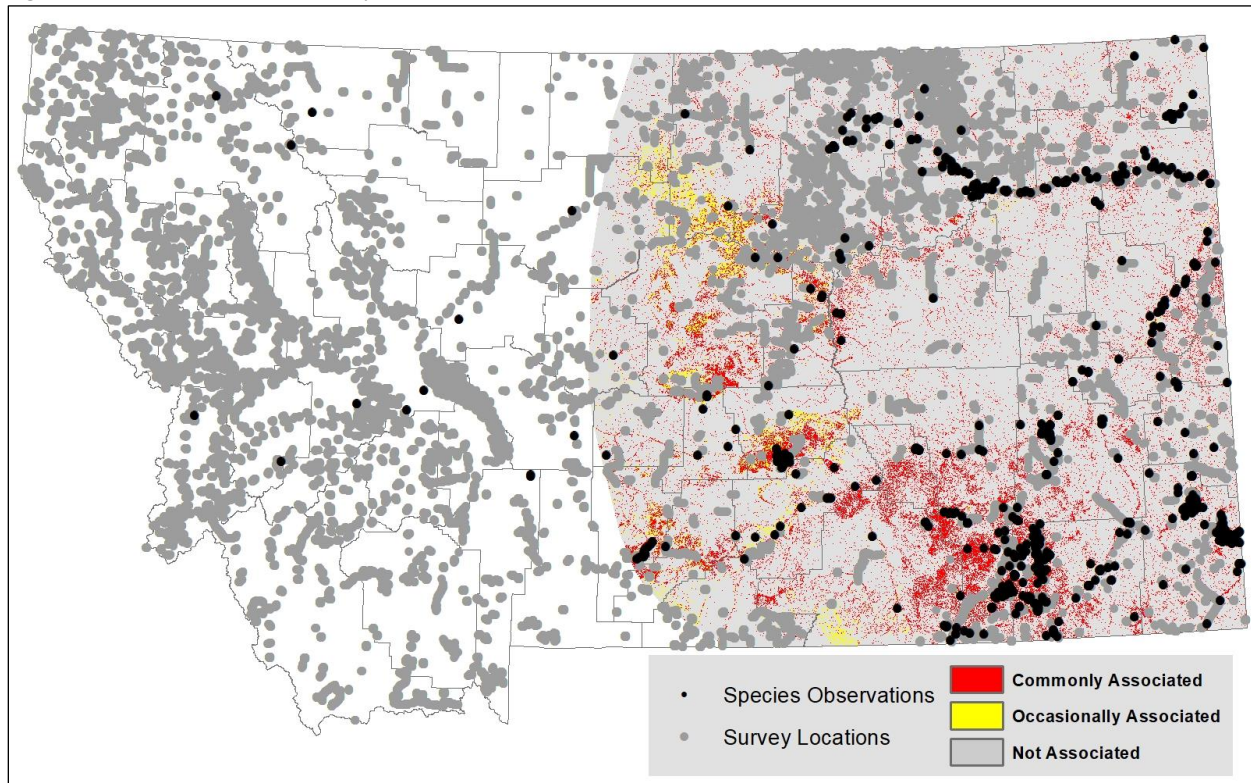 Species Observations
Survey Locations
Commonly Associated
Occasionally Associated
Not Associated